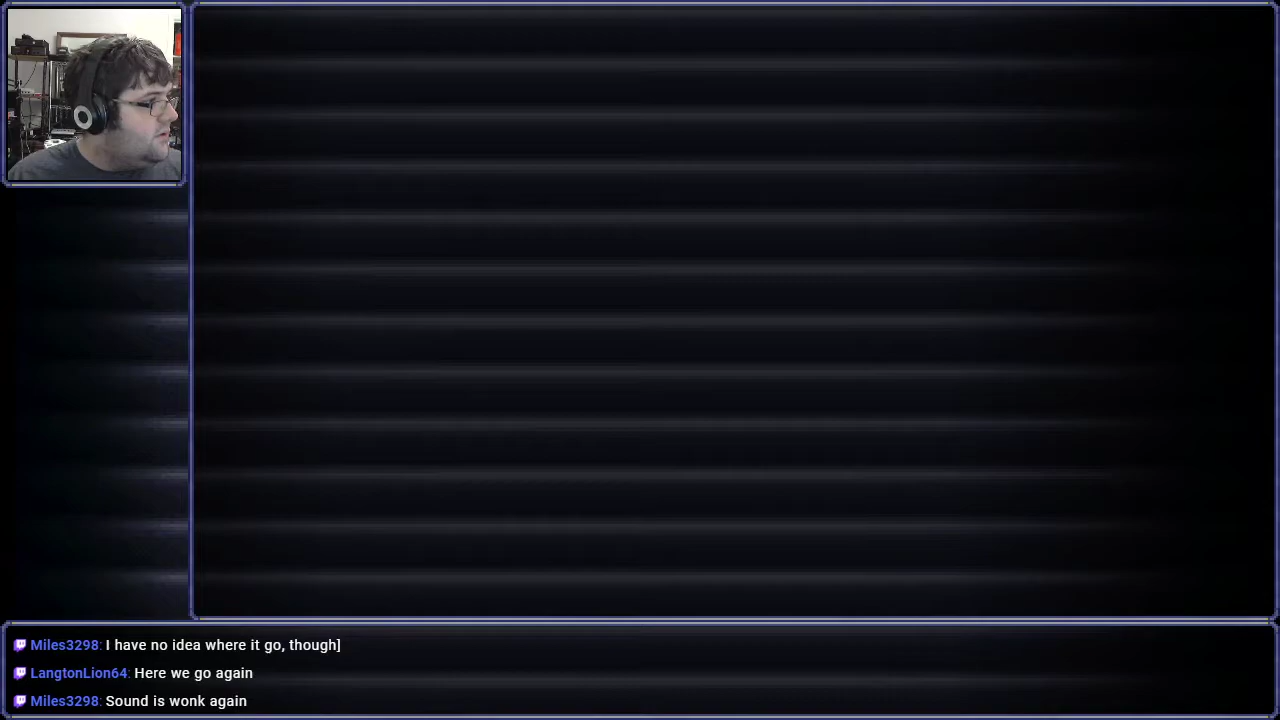 Miles3298: I have no idea where it go, though]
LangtonLion64: Here we go again
Miles3298: Sound is wonk again